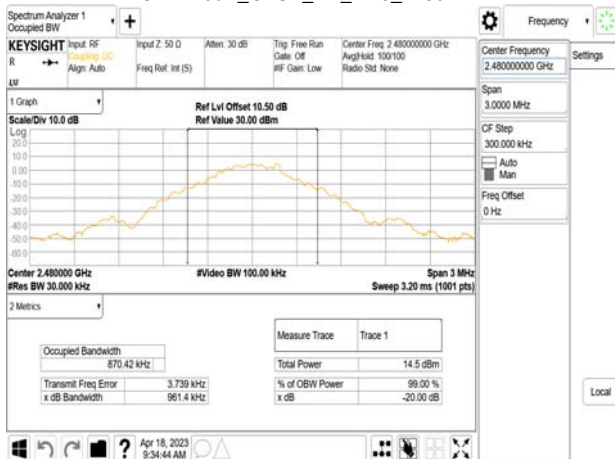 Spectrum Analyzer 1
Occupied BW
Frequency
KEYSIGHT
Input: RF
Coupling: DC
Align: Auto
Input Z: 50 Ω
Freq Ref: Int (S)
Atten: 30 dB
Trig: Free Run
Gate: Off
#IF Gain: Low
Center Freq: 2.480000000 GHz
Avg|Hold: 100/100
Radio Std: None
R
LVI
Center Frequency
2.480000000 GHz
Settings
Span
3.0000 MHz
CF Step
300.000 kHz
Auto
Man
Freq Offset
0 Hz
Local
1 Graph
Scale/Div 10.0 dB
Ref Lvl Offset 10.50 dB
Ref Value 30.00 dBm
Log
20.0
10.0
0.00
-10.0
-20.0
-30.0
-40.0
-50.0
-60.0
Center 2.480000 GHz
#Video BW 100.00 kHz
Span 3 MHz
#Res BW 30.000 kHz
Sweep 3.20 ms (1001 pts)
2 Metrics
Measure Trace
Trace 1
Occupied Bandwidth
870.42 kHz
Total Power
14.5 dBm
Transmit Freq Error
3.739 kHz
% of OBW Power
99.00 %
x dB Bandwidth
961.4 kHz
x dB
-20.00 dB
Apr 18, 2023
9:34:44 AM